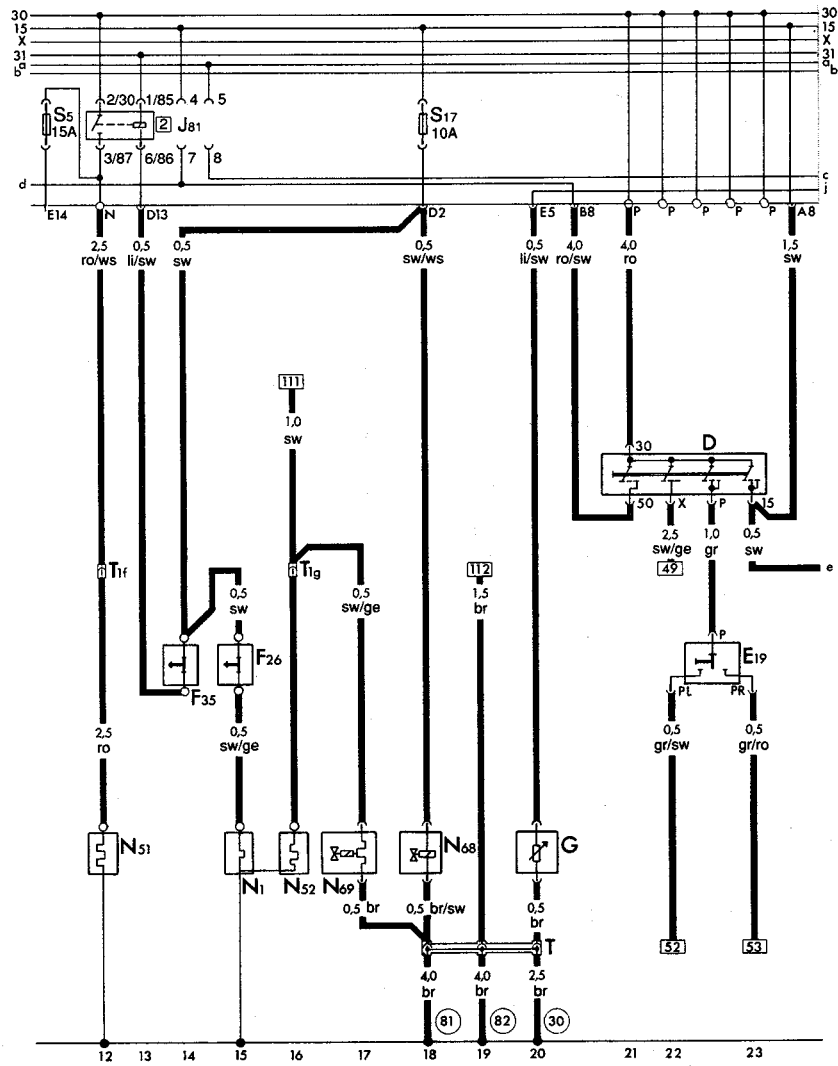 30 30
15 15
X X
31 31
a a
b b
2/30 1/85 4 5
S5 15A
2 J81
S17 10A
3/87 6/86 7 8
c
d
j
E14 N D13 D2 E5 B8 P P P P P A8
2,5 ro/ws
0,5 li/sw
0,5 sw
0,5 sw/ws
0,5 li/sw
4,0 ro/sw
4,0 ro
1,5 sw
111
1,0 sw
30 D
50 X P 15
2,5 sw/ge
49
1,0 gr
0,5 sw
e
T1f
T1g
112
1,5 br
0,5 sw
0,5 sw/ge
P
E19
F35
F26
PL PR
2,5 ro
0,5 sw/ge
0,5 gr/sw
0,5 gr/ro
N51
N1
N52
N69
N68
G
0,5 br
0,5 br/sw
0,5 br
T
52 53
4,0 br
4,0 br
2,5 br
81 82 30
12 13 14 15 16 17 18 19 20 21 22 23